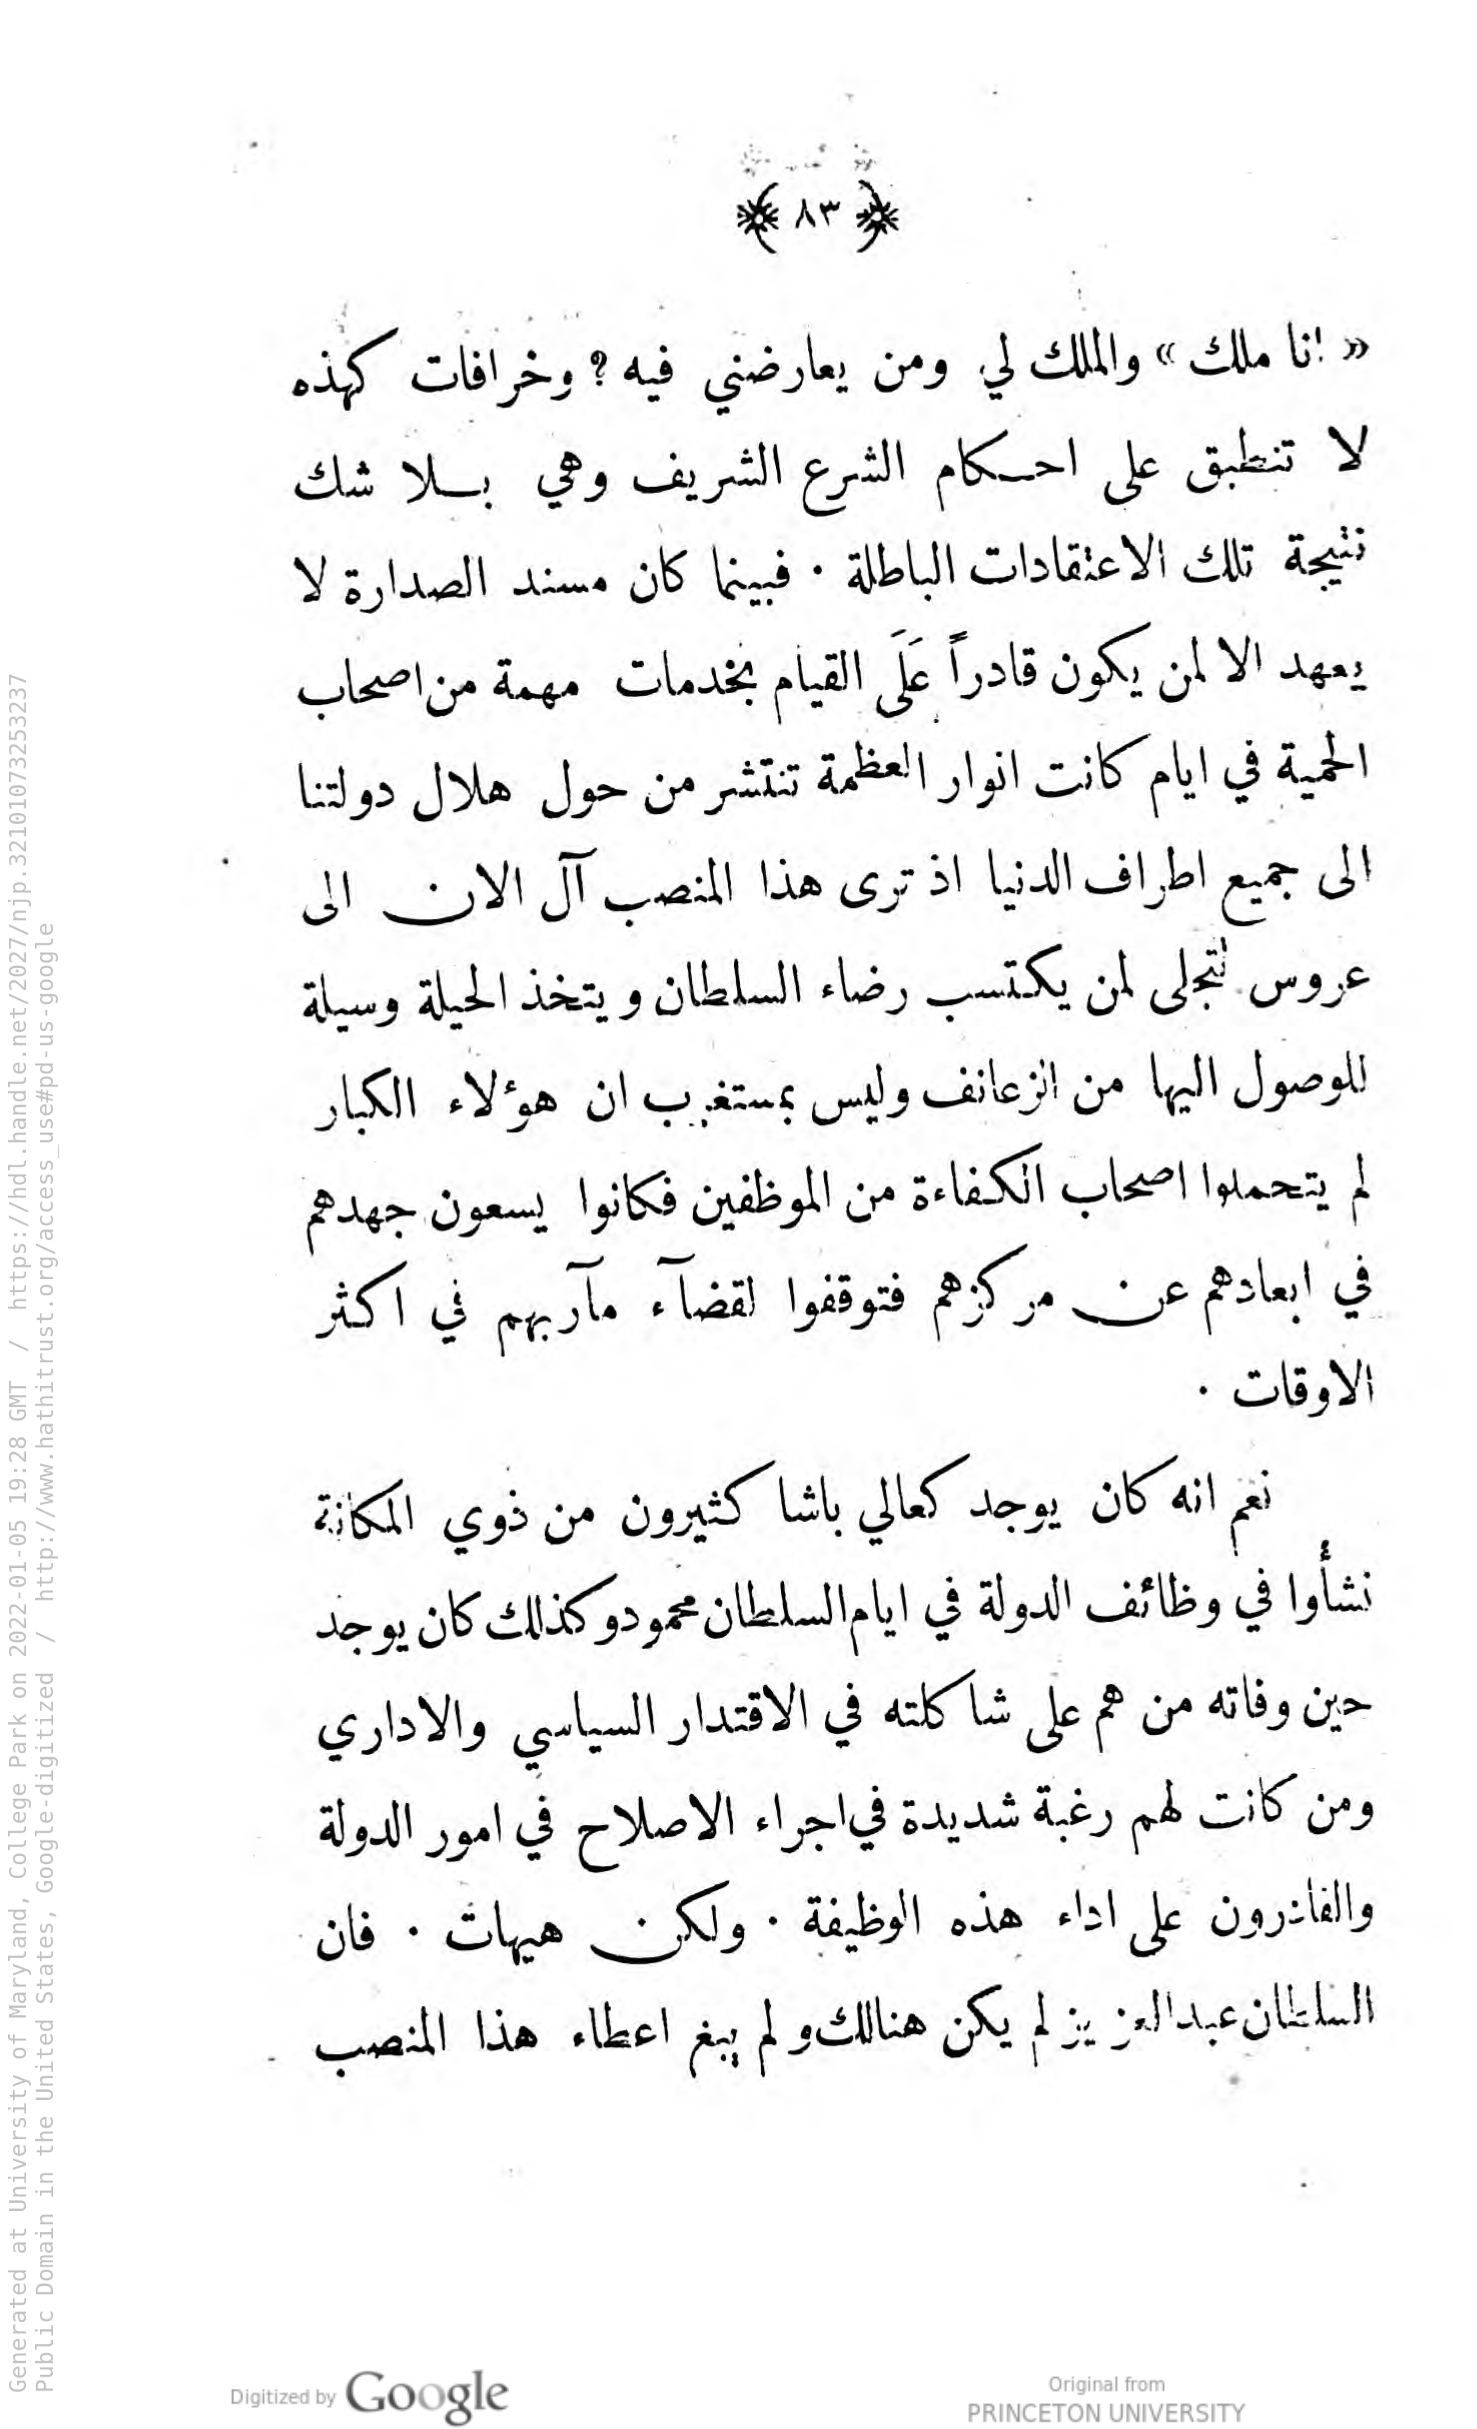 ٨٣
« انا ملك » والملك لي ومن يعارضني فيه ? وخرافات كهذه
لا تنطبق على احكام الشرع الشريف وهي بلا شك
نتيجة تلك الاعتقادات الباطلة · فبينما كان مسند الصدارة لا
يعهد الا لمن يكون قادراً عَلَى القيام بخدمات مهمة من اصحاب
الحمية في ايام كانت انوار العظمة تنتشر من حول هلال دولتنا
الى جميع اطراف الدنيا اذ ترى هذا المنصب آل الان الى
عروس تتجلى لمن يكتسب رضاء السلطان ويتخذ الحيلة وسيلة
للوصول اليها من الزعانف وليس بمستغرب ان هوٴلاء الكبار
لم يتحملوا اصحاب الكفاءة من الموظفين فكانوا يسعون جهدهم
في ابعادهم عن مركزهم فتوقفوا لقضآء مآربهم في اكثر
الاوقات ·
نعم انه كان يوجد كعالي باشا كثيرون من ذوي المكانة
نشأوا في وظائف الدولة في ايام السلطان محمود وكذلك كان يوجد
حين وفاته من هم على شاكلته في الاقتدار السياسي والاداري
ومن كانت لهم رغبة شديدة في اجراء الاصلاح في امور الدولة
والقادرون على اداء هذه الوظيفة · ولكن هيهات · فان
السلطان عبد العزيز لم يكن هنالك ولم يبغ اعطاء هذا المنصب
Generated at University of Maryland, College Park on 2022-01-05 19:28 GMT / https://hdl.handle.net/2027/njp.32101073253237
Public Domain in the United States, Google-digitized / http://www.hathitrust.org/access_use#pd-us-google
Digitized by Google
Original from
PRINCETON UNIVERSITY